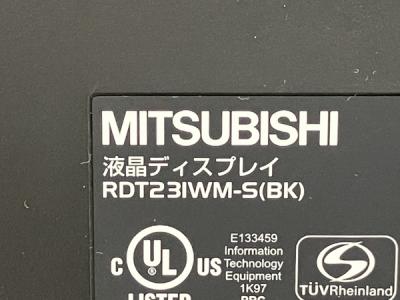 MITSUBISHI
液晶ディスプレイ
RDT231WM-S(BK)
C UL US
LISTED
E133459
Information
Technology
Equipment
1K97
TÜVRheinland